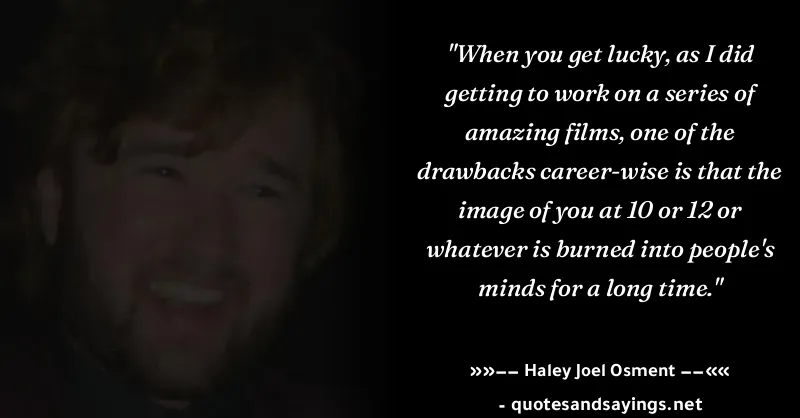 "When you get lucky, as I did
getting to work on a series of
amazing films, one of the
drawbacks career-wise is that the
image of you at 10 or 12 or
whatever is burned into people's
minds for a long time."
»»−− Haley Joel Osment −−««
- quotesandsayings.net